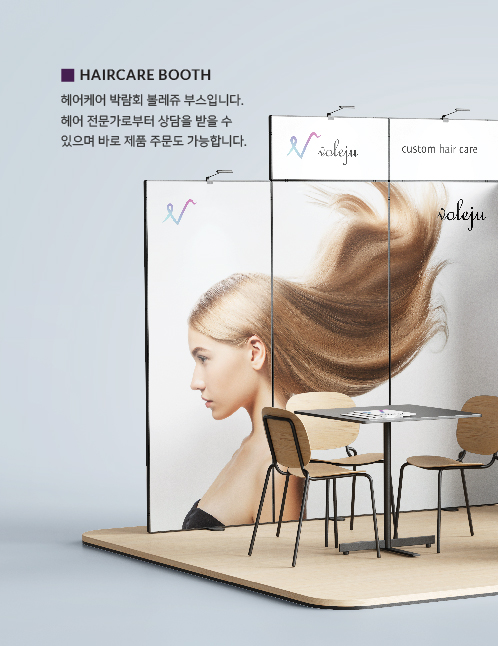 HAIRCARE BOOTH
헤어케어 박람회 볼레쥬 부스입니다.
헤어 전문가로부터 상담을 받을 수
있으며 바로 제품 주문도 가능합니다.
voleju
custom hair care
voleju